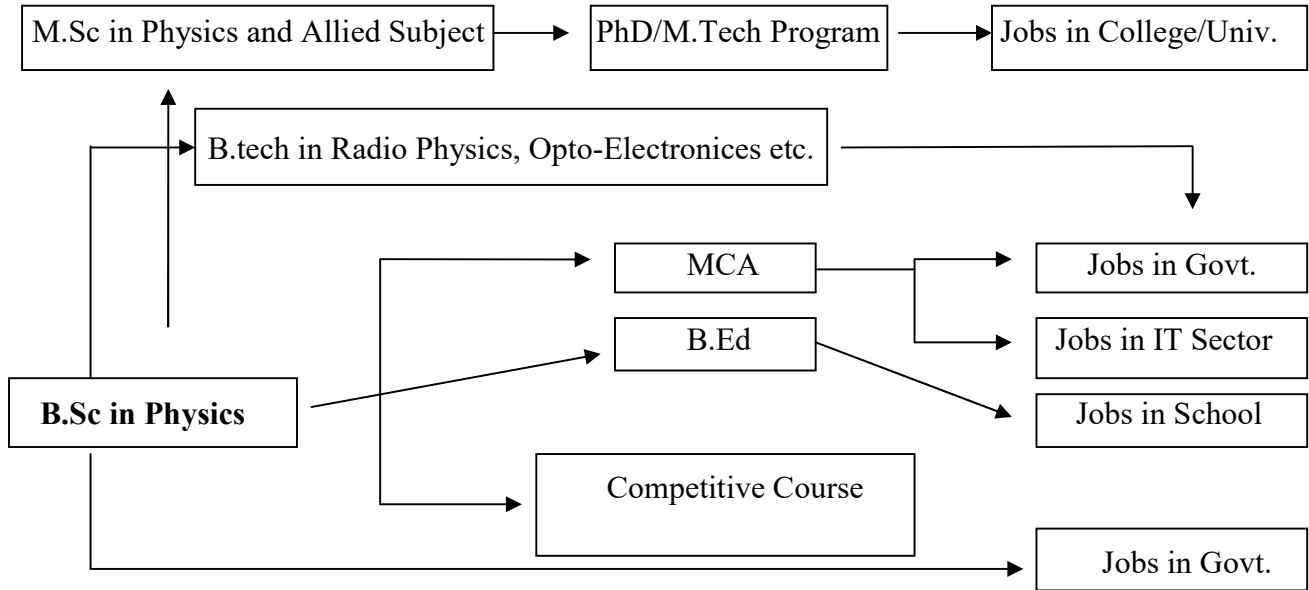 M.Sc in Physics and Allied Subject
PhD/M.Tech Program
Jobs in College/Univ.
B.tech in Radio Physics, Opto-Electronices etc.
MCA
Jobs in Govt.
B.Ed
Jobs in IT Sector
B.Sc in Physics
Jobs in School
Competitive Course
Jobs in Govt.